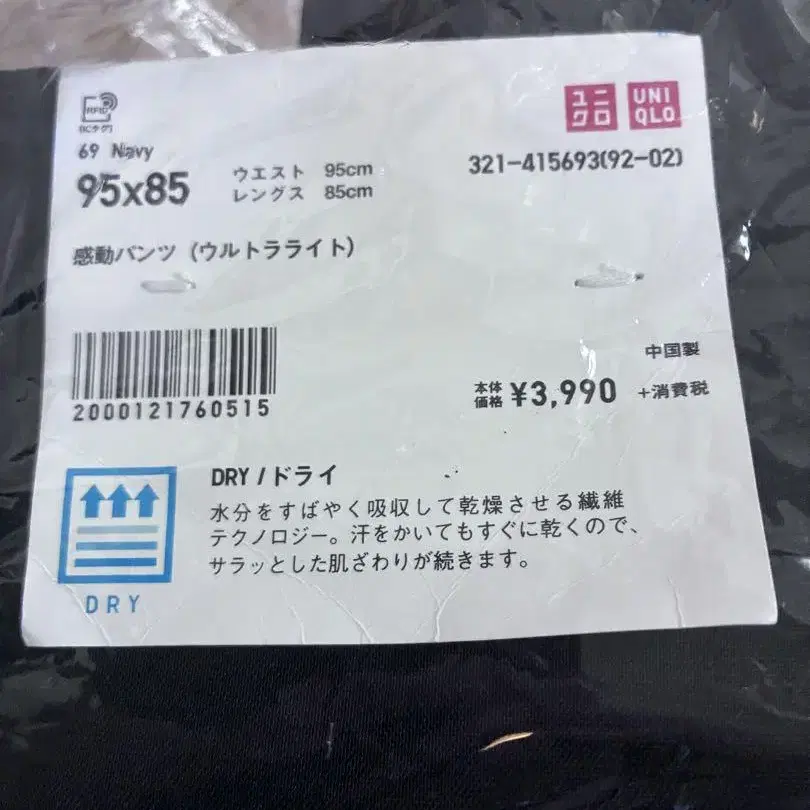 RFID
(ICタグ)
ユニ
クロ
UNI
QLO
69 Navy
321-415693(92-02)
95x85
ウエスト 95cm
レングス 85cm
感動パンツ (ウルトラライト)
中国製
2000121760515
本体
価格
¥3,990 +消費税
DRY / ドライ
水分をすばやく吸収して乾燥させる繊維
テクノロジー。汗をかいてもすぐに乾くので、
サラッとした肌ざわりが続きます。
DRY